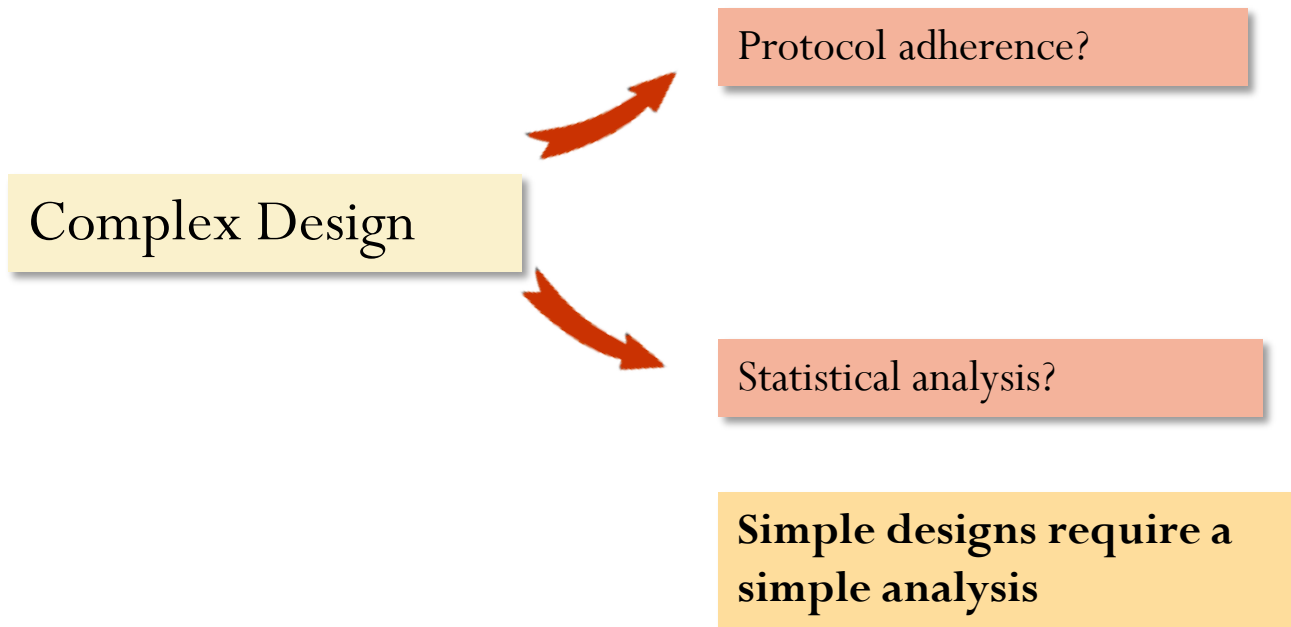 Protocol adherence?
Complex Design
Statistical analysis?
Simple designs require a
simple analysis